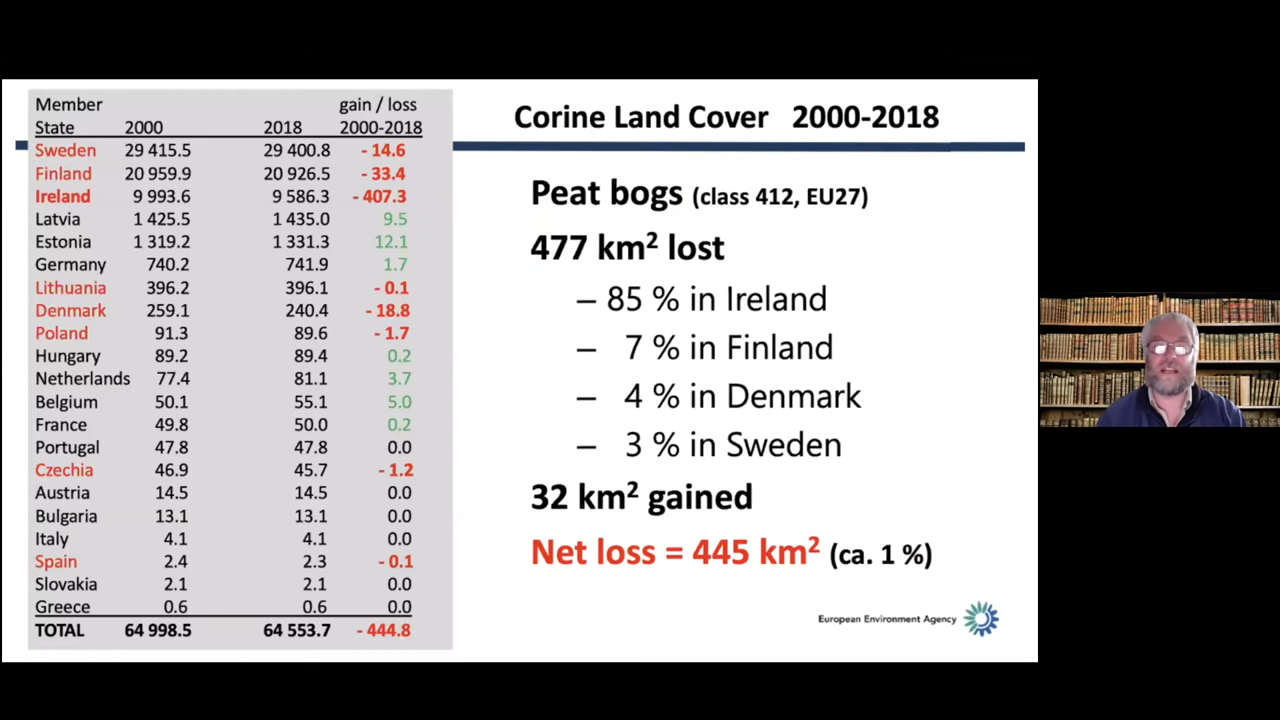 Member gain / loss
State 2000 2018 2000-2018
Sweden 29 415.5 29 400.8 - 14.6
Finland 20 959.9 20 926.5 - 33.4
Ireland 9 993.6 9 586.3 - 407.3
Latvia 1 425.5 1 435.0 9.5
Estonia 1 319.2 1 331.3 12.1
Germany 740.2 741.9 1.7
Lithuania 396.2 396.1 - 0.1
Denmark 259.1 240.4 - 18.8
Poland 91.3 89.6 - 1.7
Hungary 89.2 89.4 0.2
Netherlands 77.4 81.1 3.7
Belgium 50.1 55.1 5.0
France 49.8 50.0 0.2
Portugal 47.8 47.8 0.0
Czechia 46.9 45.7 - 1.2
Austria 14.5 14.5 0.0
Bulgaria 13.1 13.1 0.0
Italy 4.1 4.1 0.0
Spain 2.4 2.3 - 0.1
Slovakia 2.1 2.1 0.0
Greece 0.6 0.6 0.0
TOTAL 64 998.5 64 553.7 - 444.8
Corine Land Cover 2000-2018
Peat bogs (class 412, EU27)
477 km² lost
– 85 % in Ireland
– 7 % in Finland
– 4 % in Denmark
– 3 % in Sweden
32 km² gained
Net loss = 445 km² (ca. 1 %)
European Environment Agency